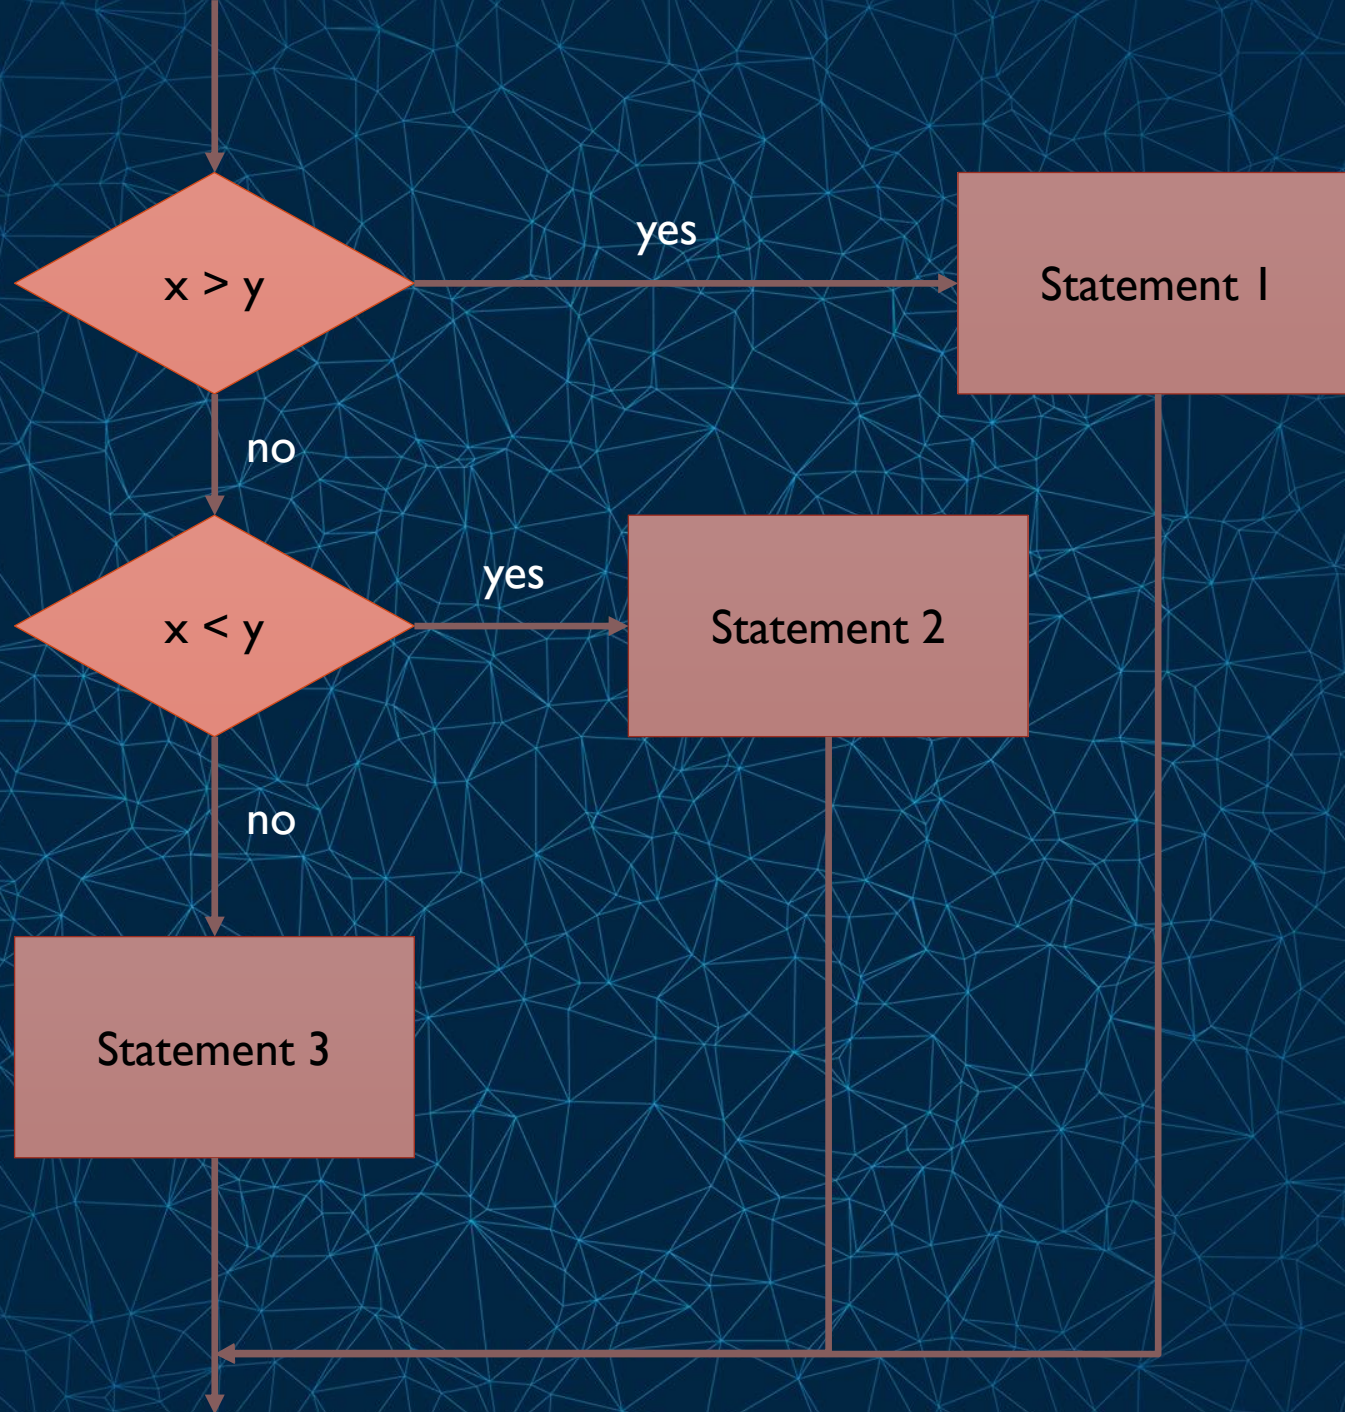 yes
x > y
Statement 1
no
yes
x < y
Statement 2
no
Statement 3